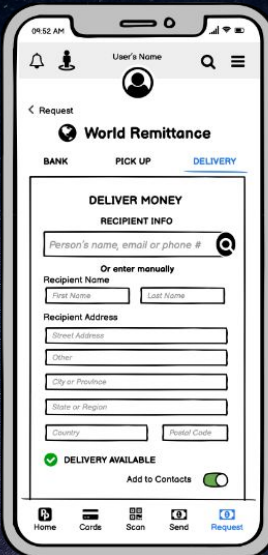 09:52 AM
User's Name
< Request
World Remittance
BANK PICK UP DELIVERY
DELIVER MONEY
RECIPIENT INFO
Person's name, email or phone #
Or enter manually
Recipient Name
First Name Last Name
Recipient Address
Street Address
Other
City or Province
State or Region
Country Postal Code
DELIVERY AVAILABLE
Add to Contacts
Home Cards Scan Send Request